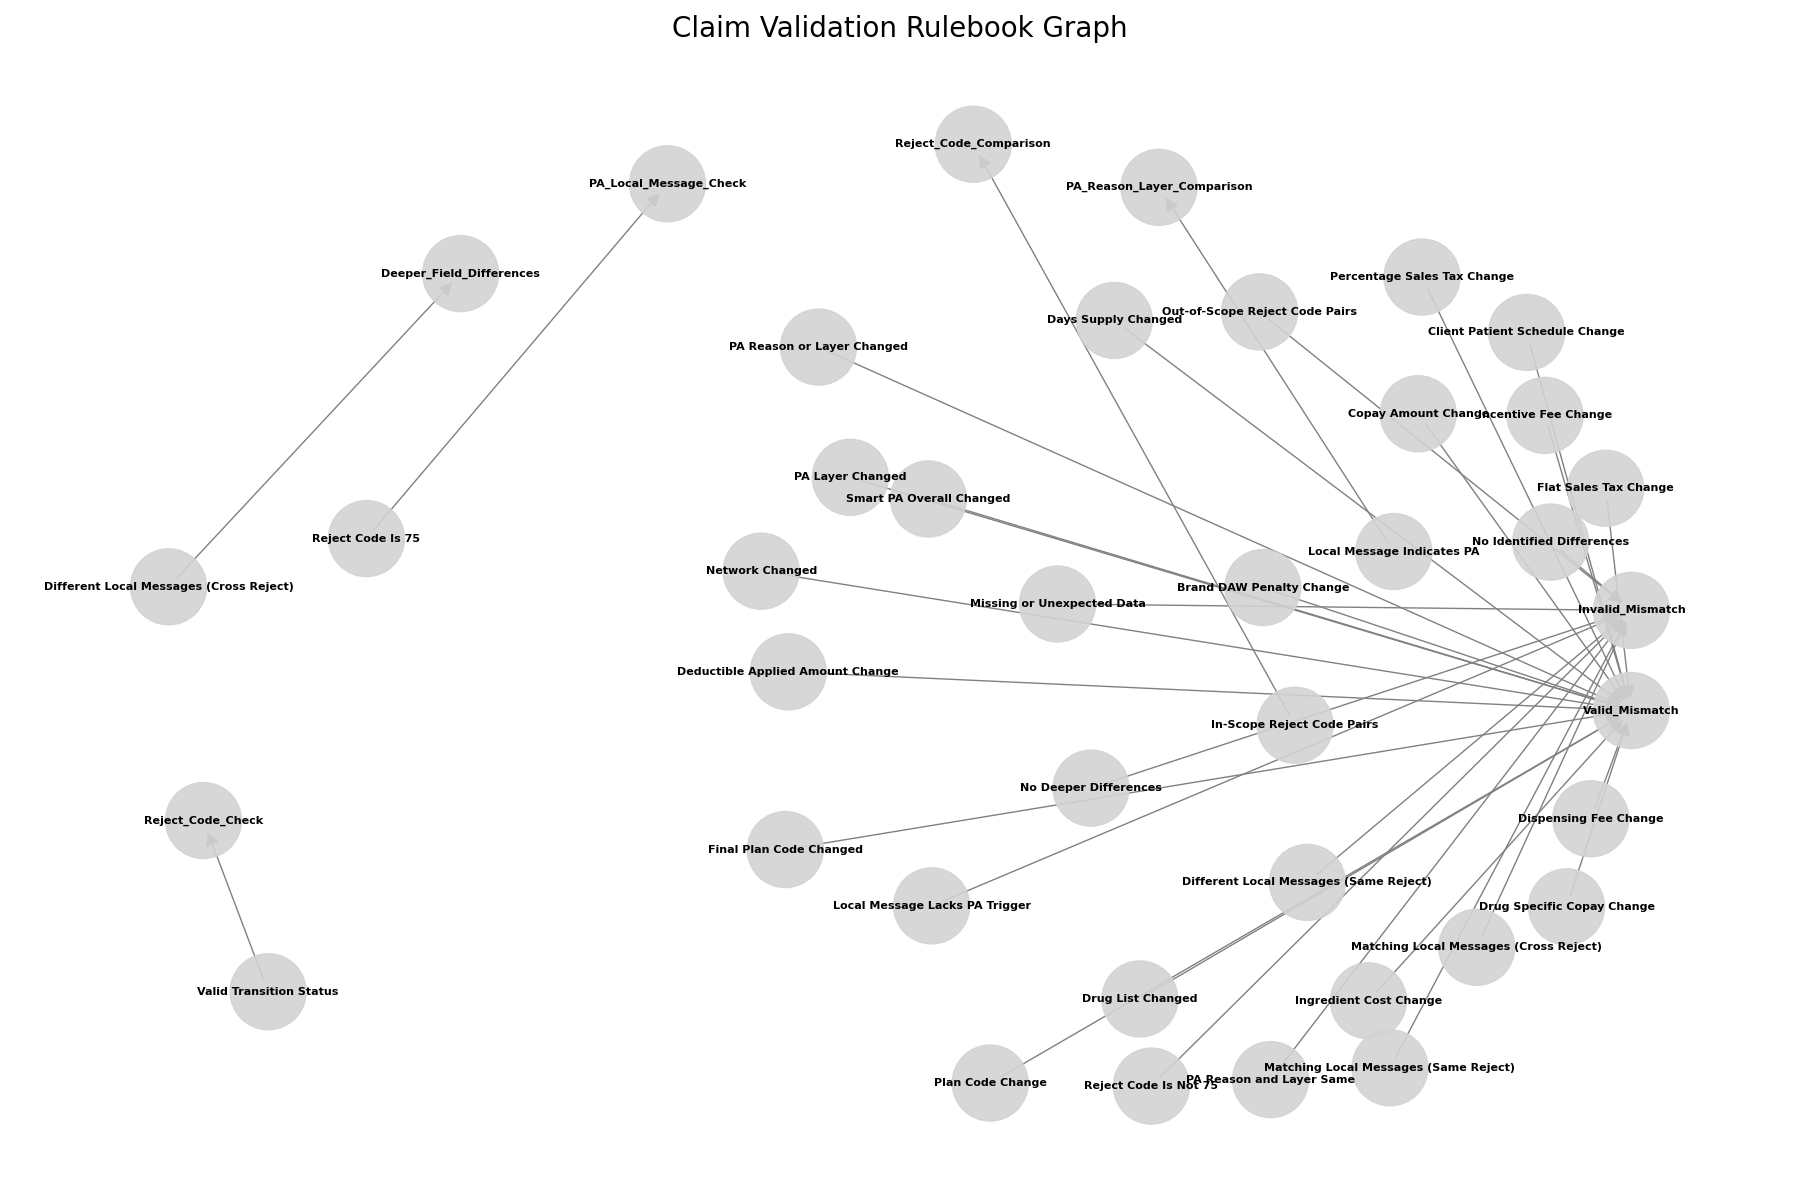 Claim Validation Rulebook Graph
Reject_Code_Comparison
PA_Local_Message_Check
PA_Reason_Layer_Comparison
Deeper_Field_Differences
Percentage Sales Tax Change
Out-of-Scope Reject Code Pairs
Days Supply Changed
Client Patient Schedule Change
PA Reason or Layer Changed
Copay Amount Change
Incentive Fee Change
PA Layer Changed
Flat Sales Tax Change
Smart PA Overall Changed
Reject Code Is 75
No Identified Differences
Local Message Indicates PA
Network Changed
Different Local Messages (Cross Reject)
Brand DAW Penalty Change
Missing or Unexpected Data
Invalid_Mismatch
Deductible Applied Amount Change
Valid_Mismatch
In-Scope Reject Code Pairs
No Deeper Differences
Dispensing Fee Change
Reject_Code_Check
Final Plan Code Changed
Different Local Messages (Same Reject)
Local Message Lacks PA Trigger
Drug Specific Copay Change
Matching Local Messages (Cross Reject)
Valid Transition Status
Drug List Changed
Ingredient Cost Change
Matching Local Messages (Same Reject)
PA Reason and Layer Same
Plan Code Change
Reject Code Is Not 75